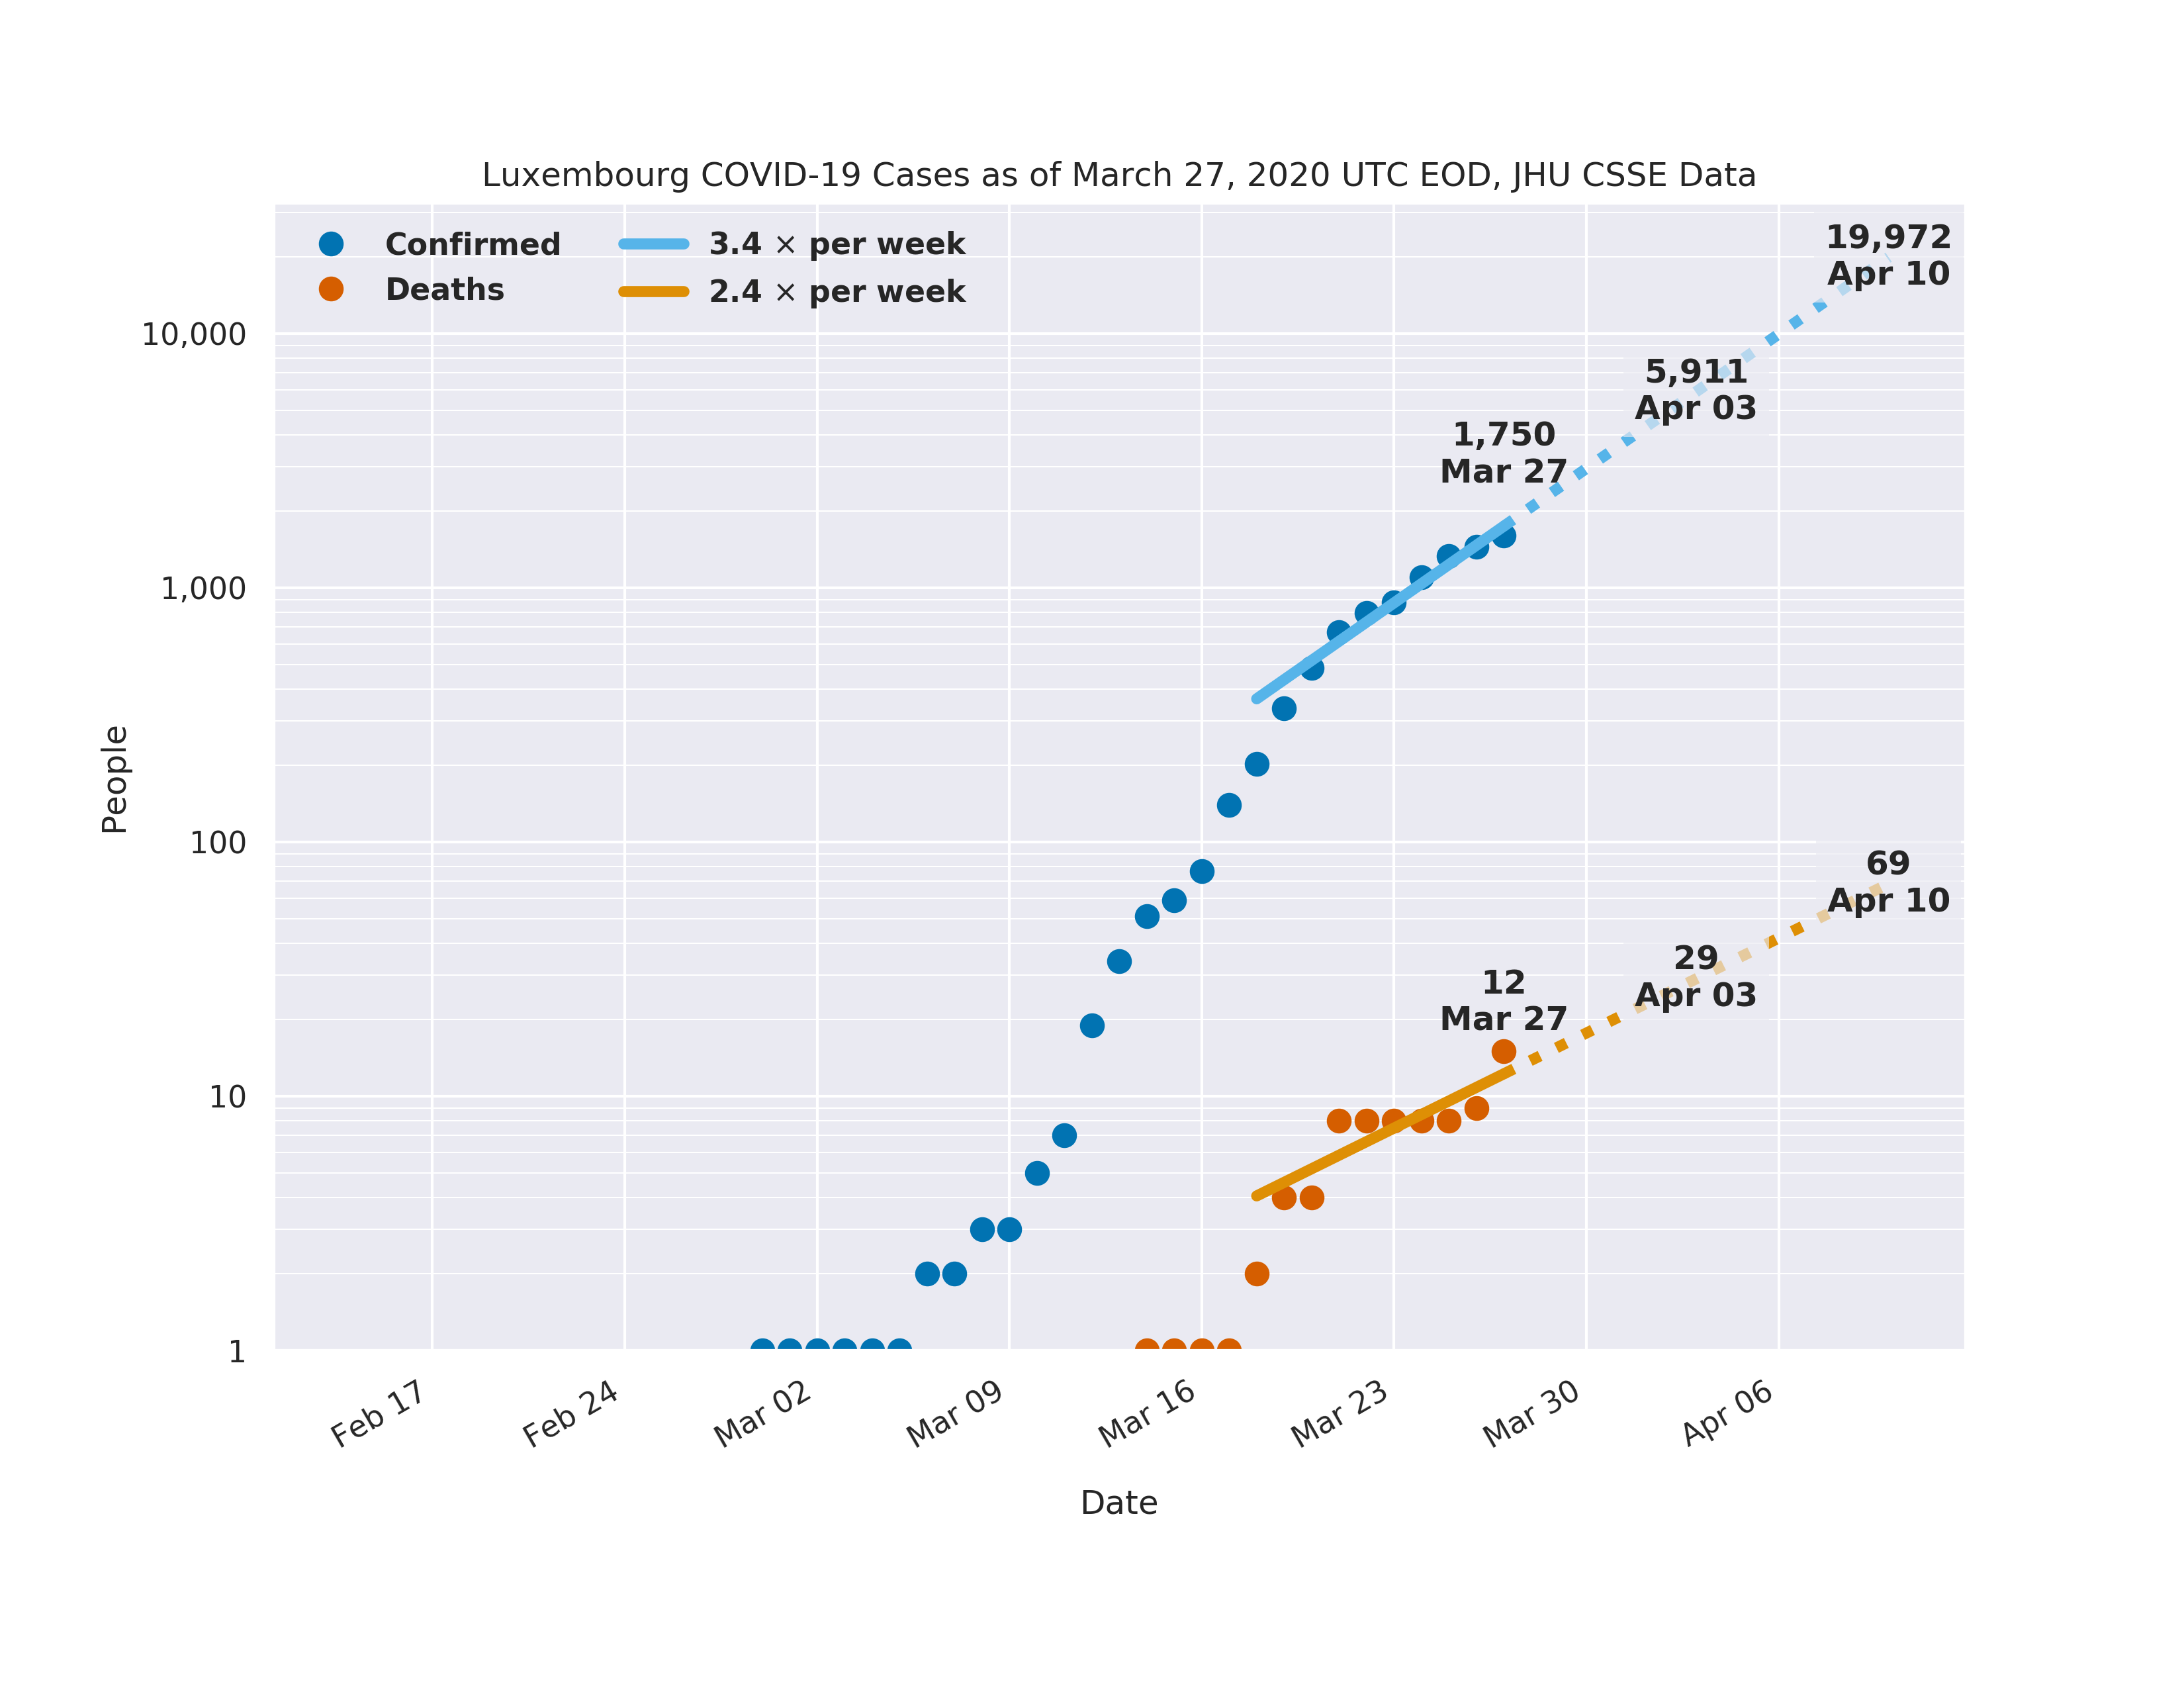 Luxembourg COVID-19 Cases as of March 27, 2020 UTC EOD, JHU CSSE Data
Confirmed
Deaths
3.4 × per week
2.4 × per week
19,972
Apr 10
5,911
Apr 03
1,750
Mar 27
69
Apr 10
29
Apr 03
12
Mar 27
People
10,000
1,000
100
10
1
Feb 17
Feb 24
Mar 02
Mar 09
Mar 16
Mar 23
Mar 30
Apr 06
Date